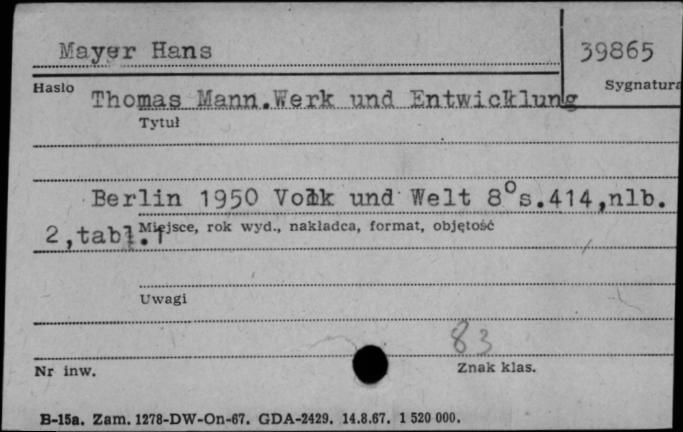 Mayer Hans 39865
Hasło Sygnatura
Thomas Mann.Werk und Entwicklung
Tytuł
Berlin 1950 Volk und Welt 8° s.414,nlb.
2,tabl.1
Miejsce, rok wyd., nakładca, format, objętość
Uwagi
83
Nr inw. Znak klas.
B-15a. Zam. 1278-DW-On-67. GDA-2429. 14.8.67. 1 520 000.